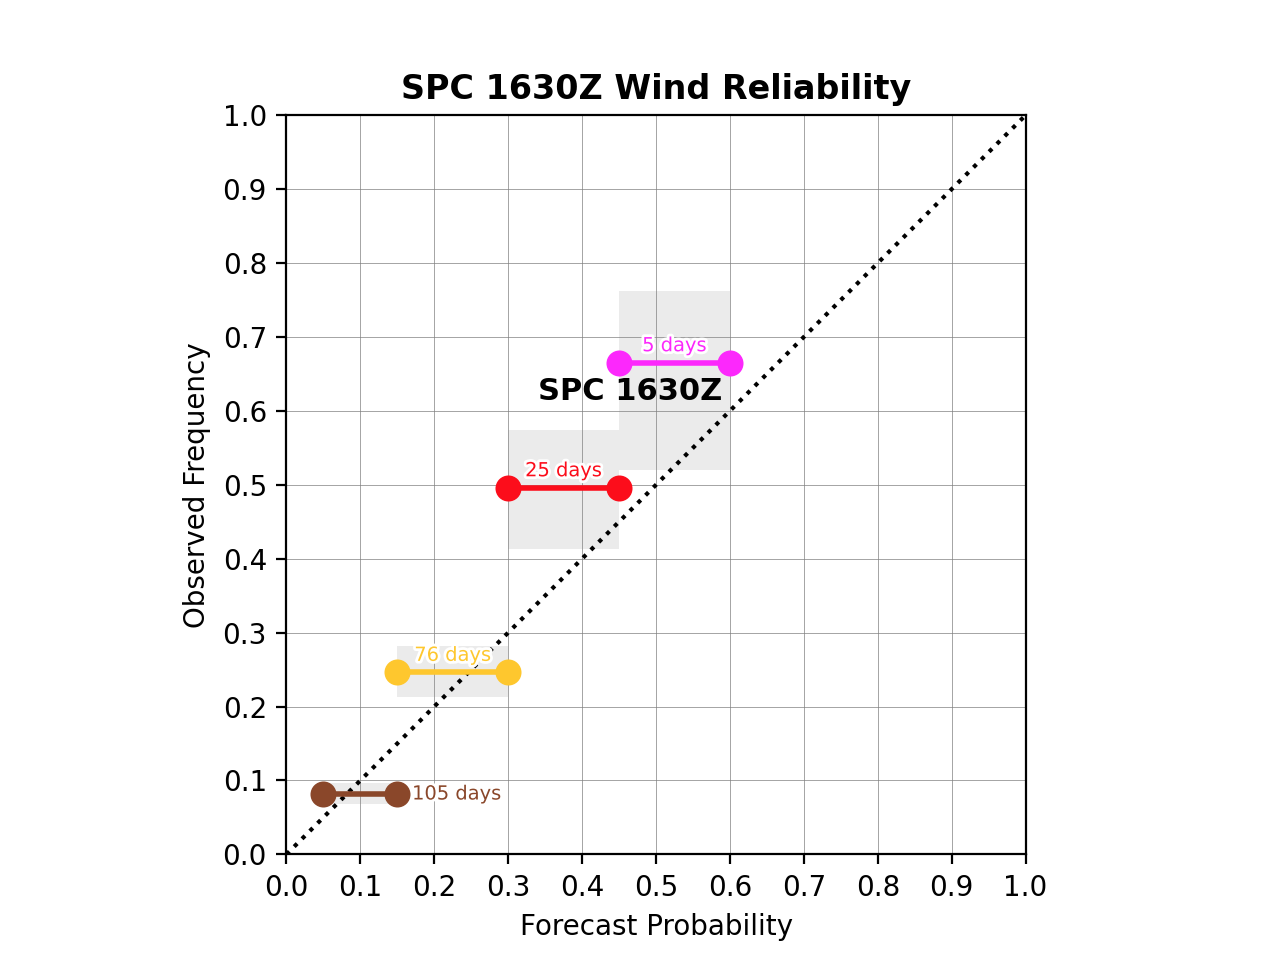 SPC 1630Z Wind Reliability
1.0
0.9
0.8
0.7
0.6
0.5
0.4
0.3
0.2
0.1
0.0
Observed Frequency
5 days
SPC 1630Z
25 days
76 days
105 days
0.0 0.1 0.2 0.3 0.4 0.5 0.6 0.7 0.8 0.9 1.0
Forecast Probability